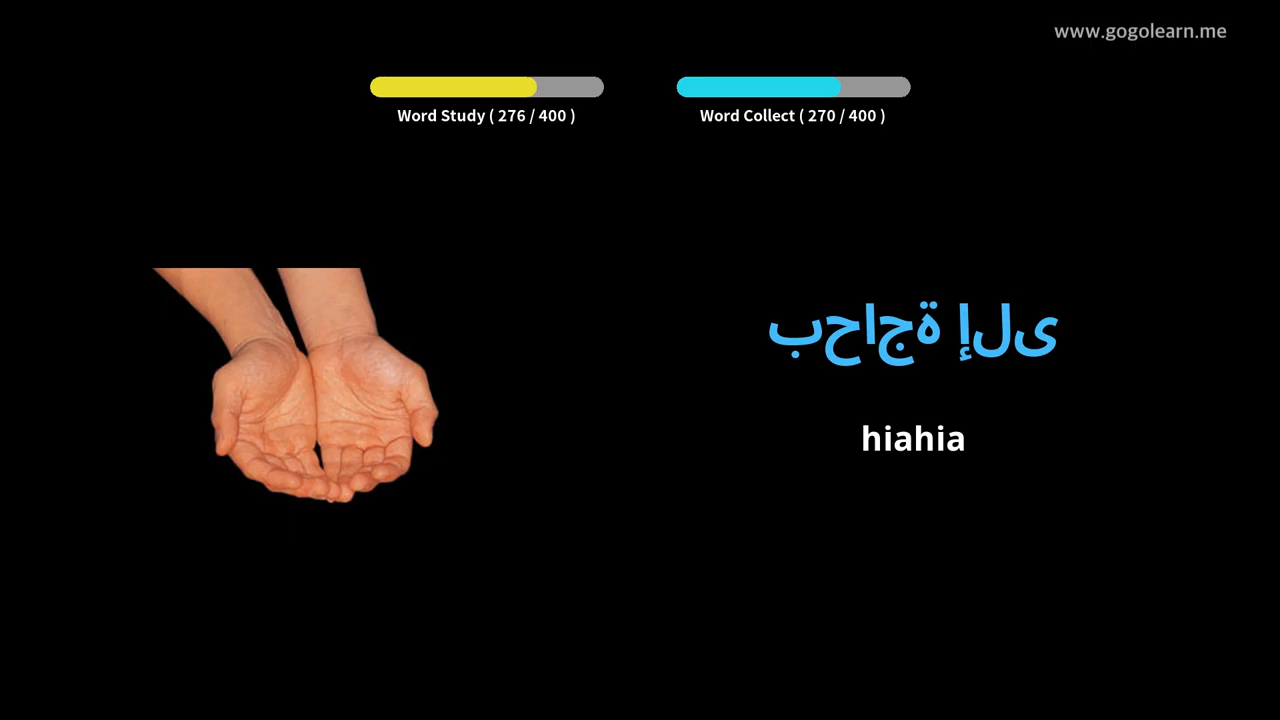 www.gogolearn.me
Word Study ( 276 / 400 )
Word Collect ( 270 / 400 )
بحاجة إلى
hiahia